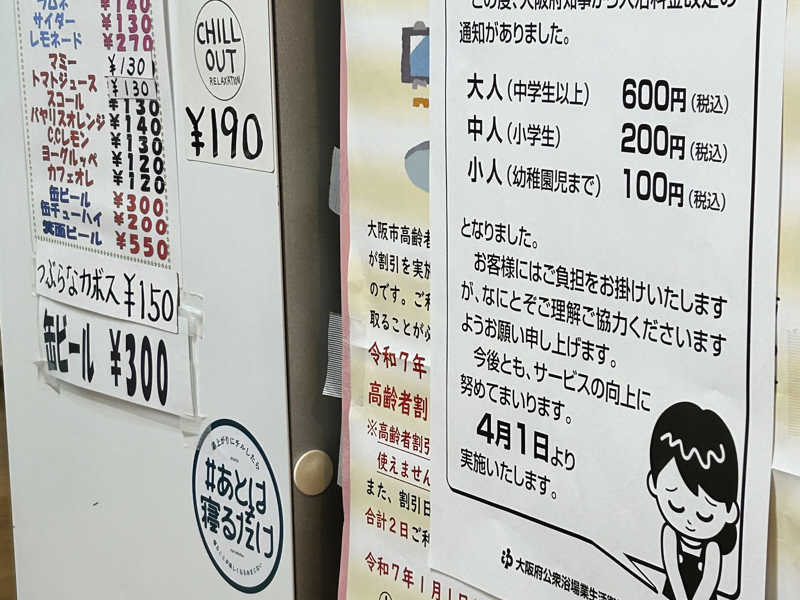 サイダー ¥130
レモネード ¥270
マミー ¥130
トマトジュース ¥130
スコール ¥130
バヤリスオレンジ ¥140
CCレモン ¥130
ヨーグルッペ ¥120
カフェオレ ¥120
缶ビール ¥300
缶チューハイ ¥200
箕面ビール ¥550
つぶらなカボス ¥150
缶ビール ¥300
CHILL
OUT
RELAXATION
¥190
湯上がりにチルしたら
#あとは
寝るだけ
大阪市高齢者
が割引を実施
のです。ご利
取ることが
令和7年
高齢者割
※高齢者割引
使えません
また、割引日
合計2日ご利
令和7年1月1
通知がありました。
大人(中学生以上) 600円(税込)
中人(小学生) 200円(税込)
小人(幼稚園児まで) 100円(税込)
となりました。
お客様にはご負担をお掛けいたします
が、なにとぞご理解ご協力くださいます
ようお願い申し上げます。
今後とも、サービスの向上に
努めてまいります。
4月1日より
実施いたします。
大阪府公衆浴場業生活衛